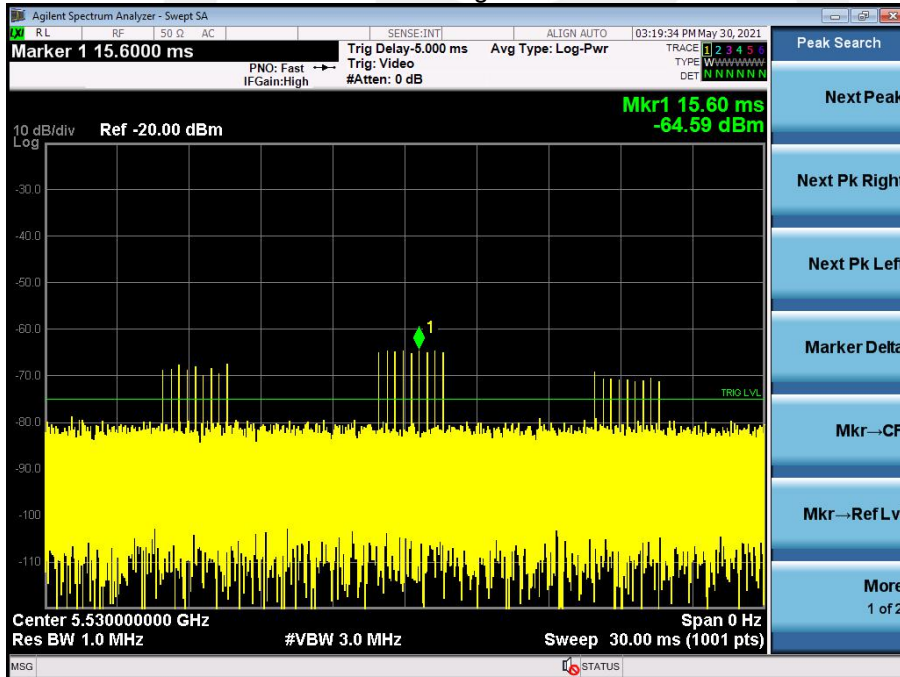 Agilent Spectrum Analyzer - Swept SA
LXI RL RF 50 Ω AC SENSE:INT ALIGN AUTO 03:19:34 PM May 30, 2021
Marker 1 15.6000 ms
PNO: Fast
IFGain:High
Trig Delay-5.000 ms
Trig: Video
#Atten: 0 dB
Avg Type: Log-Pwr
TRACE 1 2 3 4 5 6
TYPE WWWWWW
DET N N N N N N
Peak Search
Mkr1 15.60 ms
-64.59 dBm
10 dB/div Ref -20.00 dBm
Log
-30.0
-40.0
-50.0
-60.0
-70.0
-80.0
-90.0
-100
-110
1
TRIG LVL
Center 5.530000000 GHz
Span 0 Hz
Res BW 1.0 MHz
#VBW 3.0 MHz
Sweep 30.00 ms (1001 pts)
MSG
STATUS
Next Peak
Next Pk Right
Next Pk Left
Marker Delta
Mkr→CF
Mkr→Ref Lv
More
1 of 2